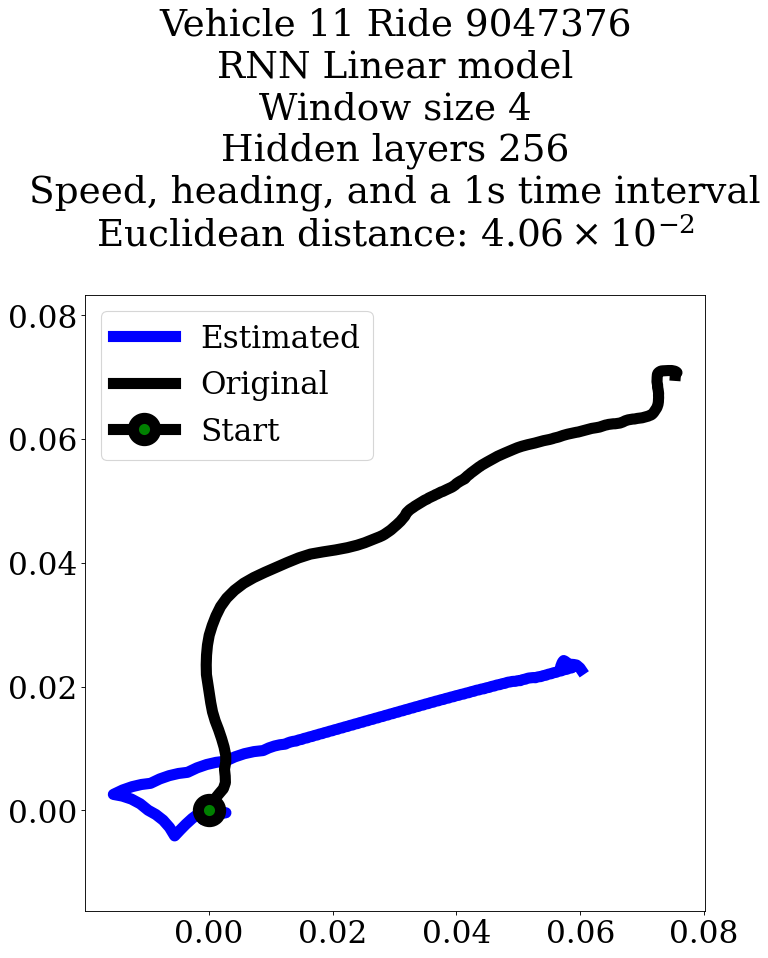 Vehicle 11 Ride 9047376
RNN Linear model
Window size 4
Hidden layers 256
Speed, heading, and a 1s time interval
Euclidean distance: 4.06 × 10⁻²
Estimated
Original
Start
0.08
0.06
0.04
0.02
0.00
0.00 0.02 0.04 0.06 0.08